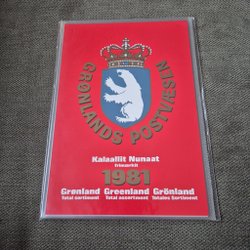 GRØNLANDS POSTVÆSEN
Kalaallit Nunaat
frimærkit
1981
Grønland Greenland Grönland
Total sortiment Total assortment Totales Sortiment